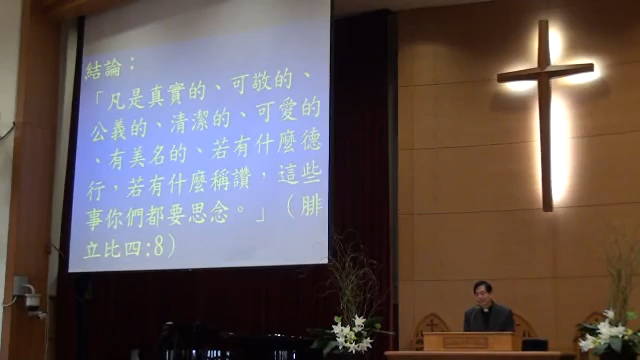 結論：
「凡是真實的、可敬的、
公義的、清潔的、可愛的
、有美名的、若有什麼德
行，若有什麼稱讚，這些
事你們都要思念。」（腓
立比四:8）